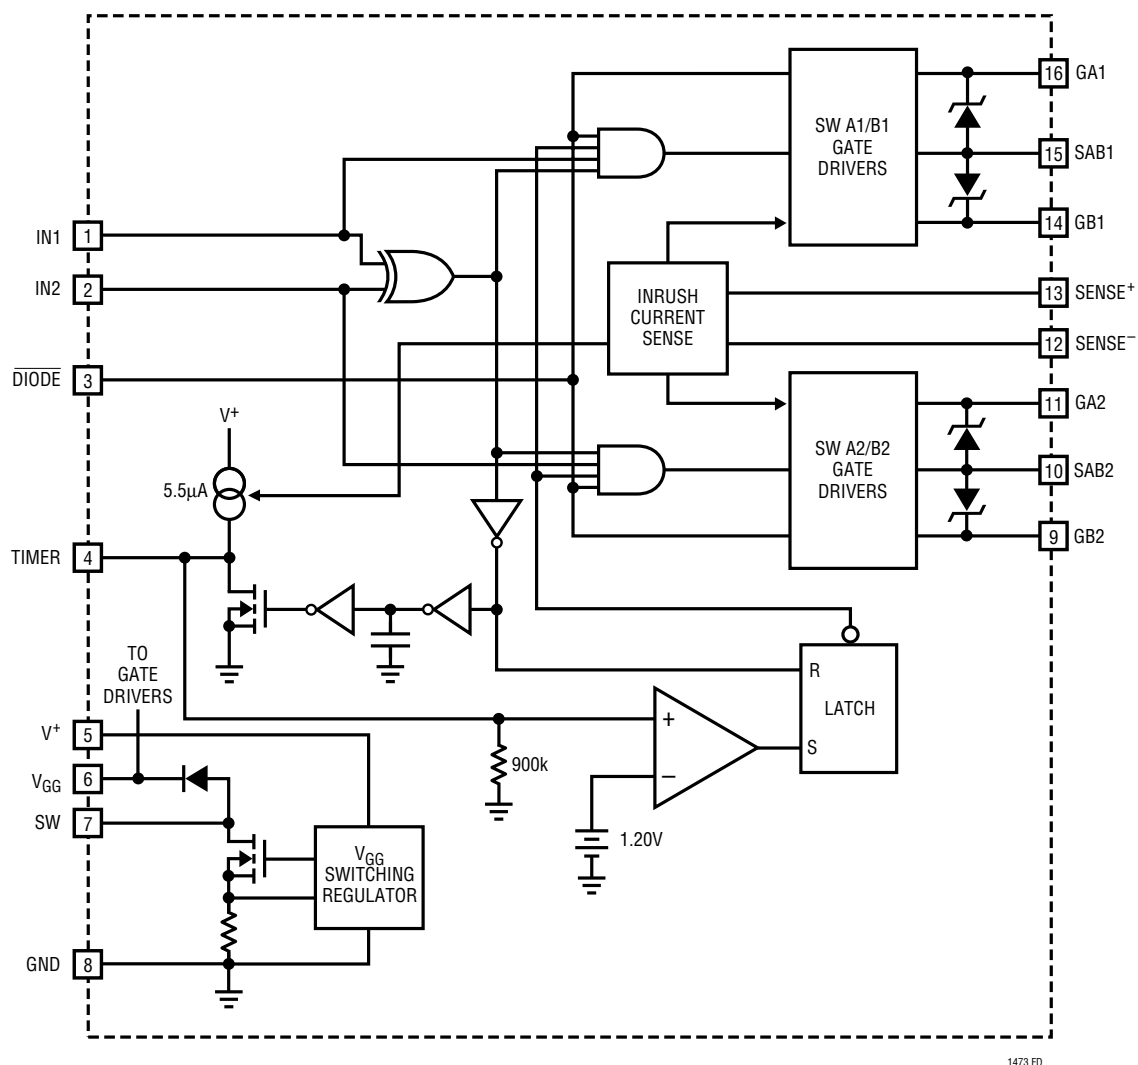 16 GA1
SW A1/B1
GATE
DRIVERS
15 SAB1
14 GB1
IN1 1
IN2 2
INRUSH
CURRENT
SENSE
13 SENSE+
12 SENSE–
DIODE 3
V+
5.5µA
SW A2/B2
GATE
DRIVERS
11 GA2
10 SAB2
9 GB2
TIMER 4
TO
GATE
DRIVERS
R
LATCH
S
V+ 5
+
–
900k
VGG 6
SW 7
1.20V
VGG
SWITCHING
REGULATOR
GND 8
1473 FD